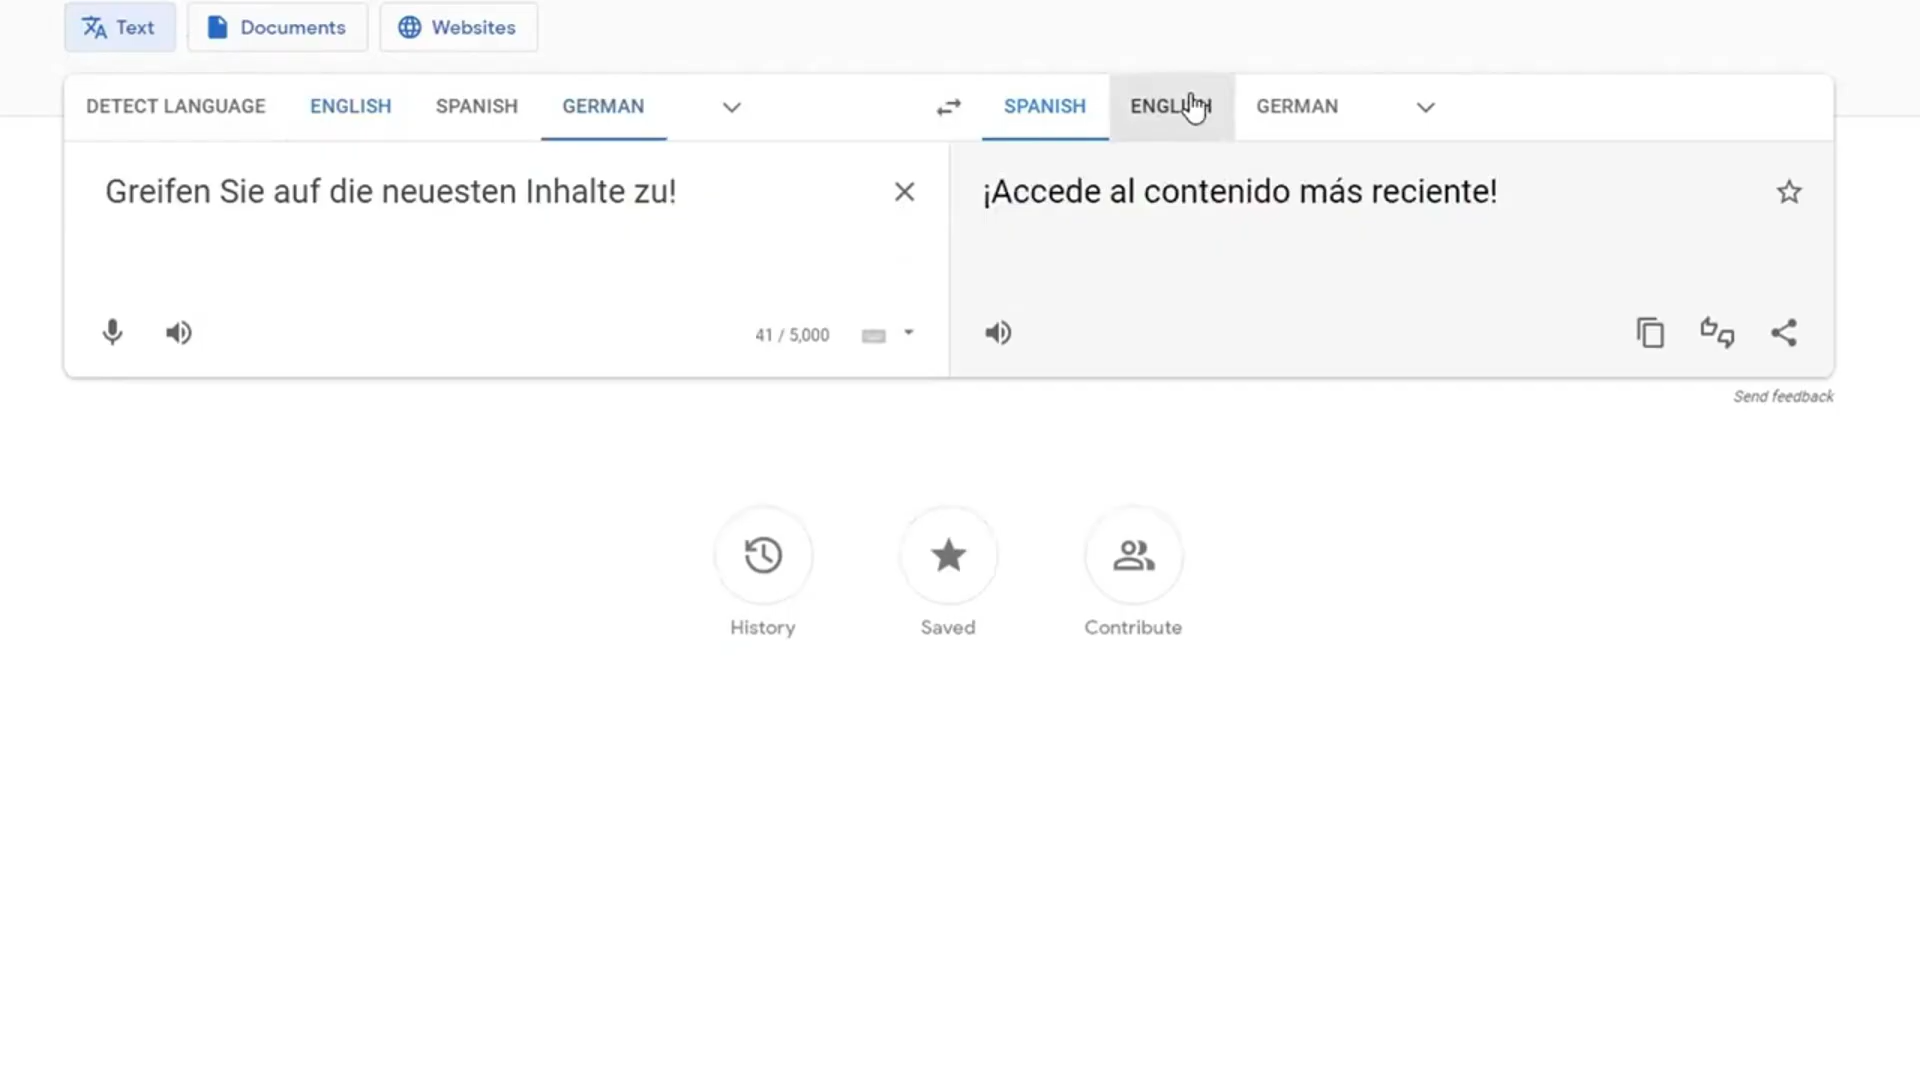 Text
Documents
Websites
DETECT LANGUAGE
ENGLISH
SPANISH
GERMAN
SPANISH
ENGLISH
GERMAN
Greifen Sie auf die neuesten Inhalte zu!
¡Accede al contenido más reciente!
41 / 5,000
Send feedback
History
Saved
Contribute